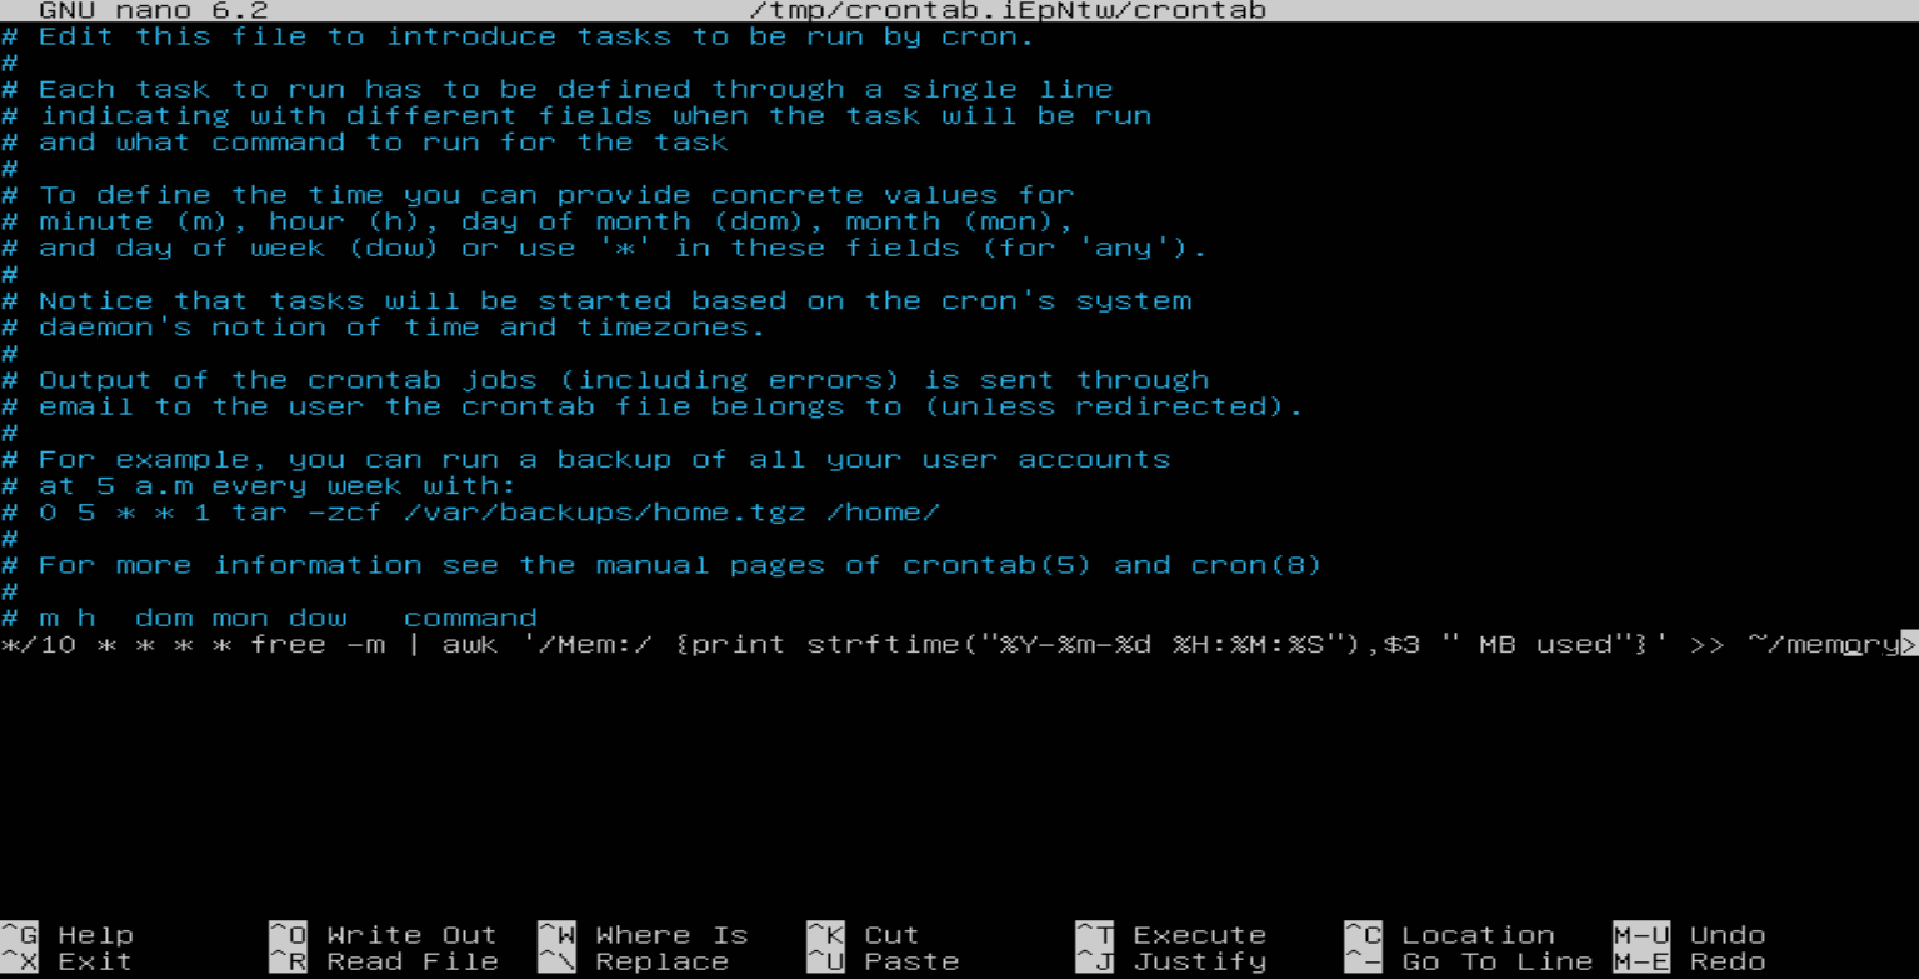 GNU nano 6.2 /tmp/crontab.iEpNtw/crontab
# Edit this file to introduce tasks to be run by cron.
#
# Each task to run has to be defined through a single line
# indicating with different fields when the task will be run
# and what command to run for the task
#
# To define the time you can provide concrete values for
# minute (m), hour (h), day of month (dom), month (mon),
# and day of week (dow) or use '*' in these fields (for 'any').
#
# Notice that tasks will be started based on the cron's system
# daemon's notion of time and timezones.
#
# Output of the crontab jobs (including errors) is sent through
# email to the user the crontab file belongs to (unless redirected).
#
# For example, you can run a backup of all your user accounts
# at 5 a.m every week with:
# 0 5 * * 1 tar -zcf /var/backups/home.tgz /home/
#
# For more information see the manual pages of crontab(5) and cron(8)
#
# m h  dom mon dow   command
*/10 * * * * free -m | awk '/Mem:/ {print strftime("%Y-%m-%d %H:%M:%S"),$3 " MB used"}' >> ~/memory>
^G Help ^O Write Out ^W Where Is ^K Cut ^T Execute ^C Location M-U Undo
^X Exit ^R Read File ^\ Replace ^U Paste ^J Justify ^_ Go To Line M-E Redo